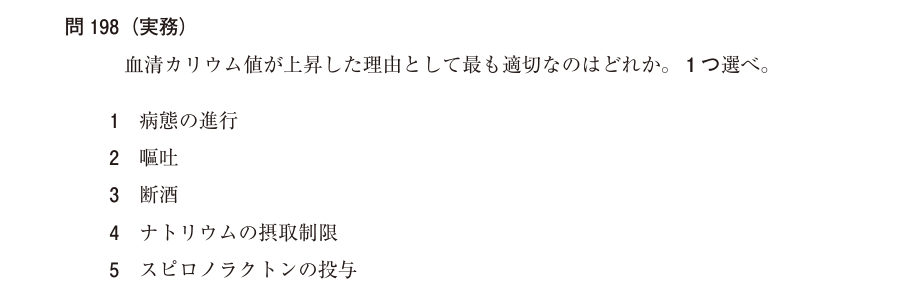 問 198（実務）
血清カリウム値が上昇した理由として最も適切なのはどれか。1つ選べ。
1 病態の進行
2 嘔吐
3 断酒
4 ナトリウムの摂取制限
5 スピロノラクトンの投与